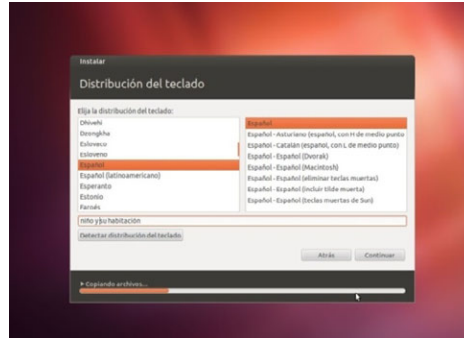 Instalar
Distribución del teclado
Elija la distribución del teclado:
Dhivehi
Dzongkha
Eslovaco
Esloveno
Español
Español (latinoamericano)
Esperanto
Estonio
Faroés
Español
Español - Asturiano (español, con H de medio punto
Español - Catalán (español, con L de medio punto)
Español - Español (Dvorak)
Español - Español (Macintosh)
Español - Español (eliminar teclas muertas)
Español - Español (incluir tilde muerta)
Español - Español (teclas muertas de Sun)
niño y su habitación
Detectar distribución del teclado
Atrás
Continuar
Copiando archivos...